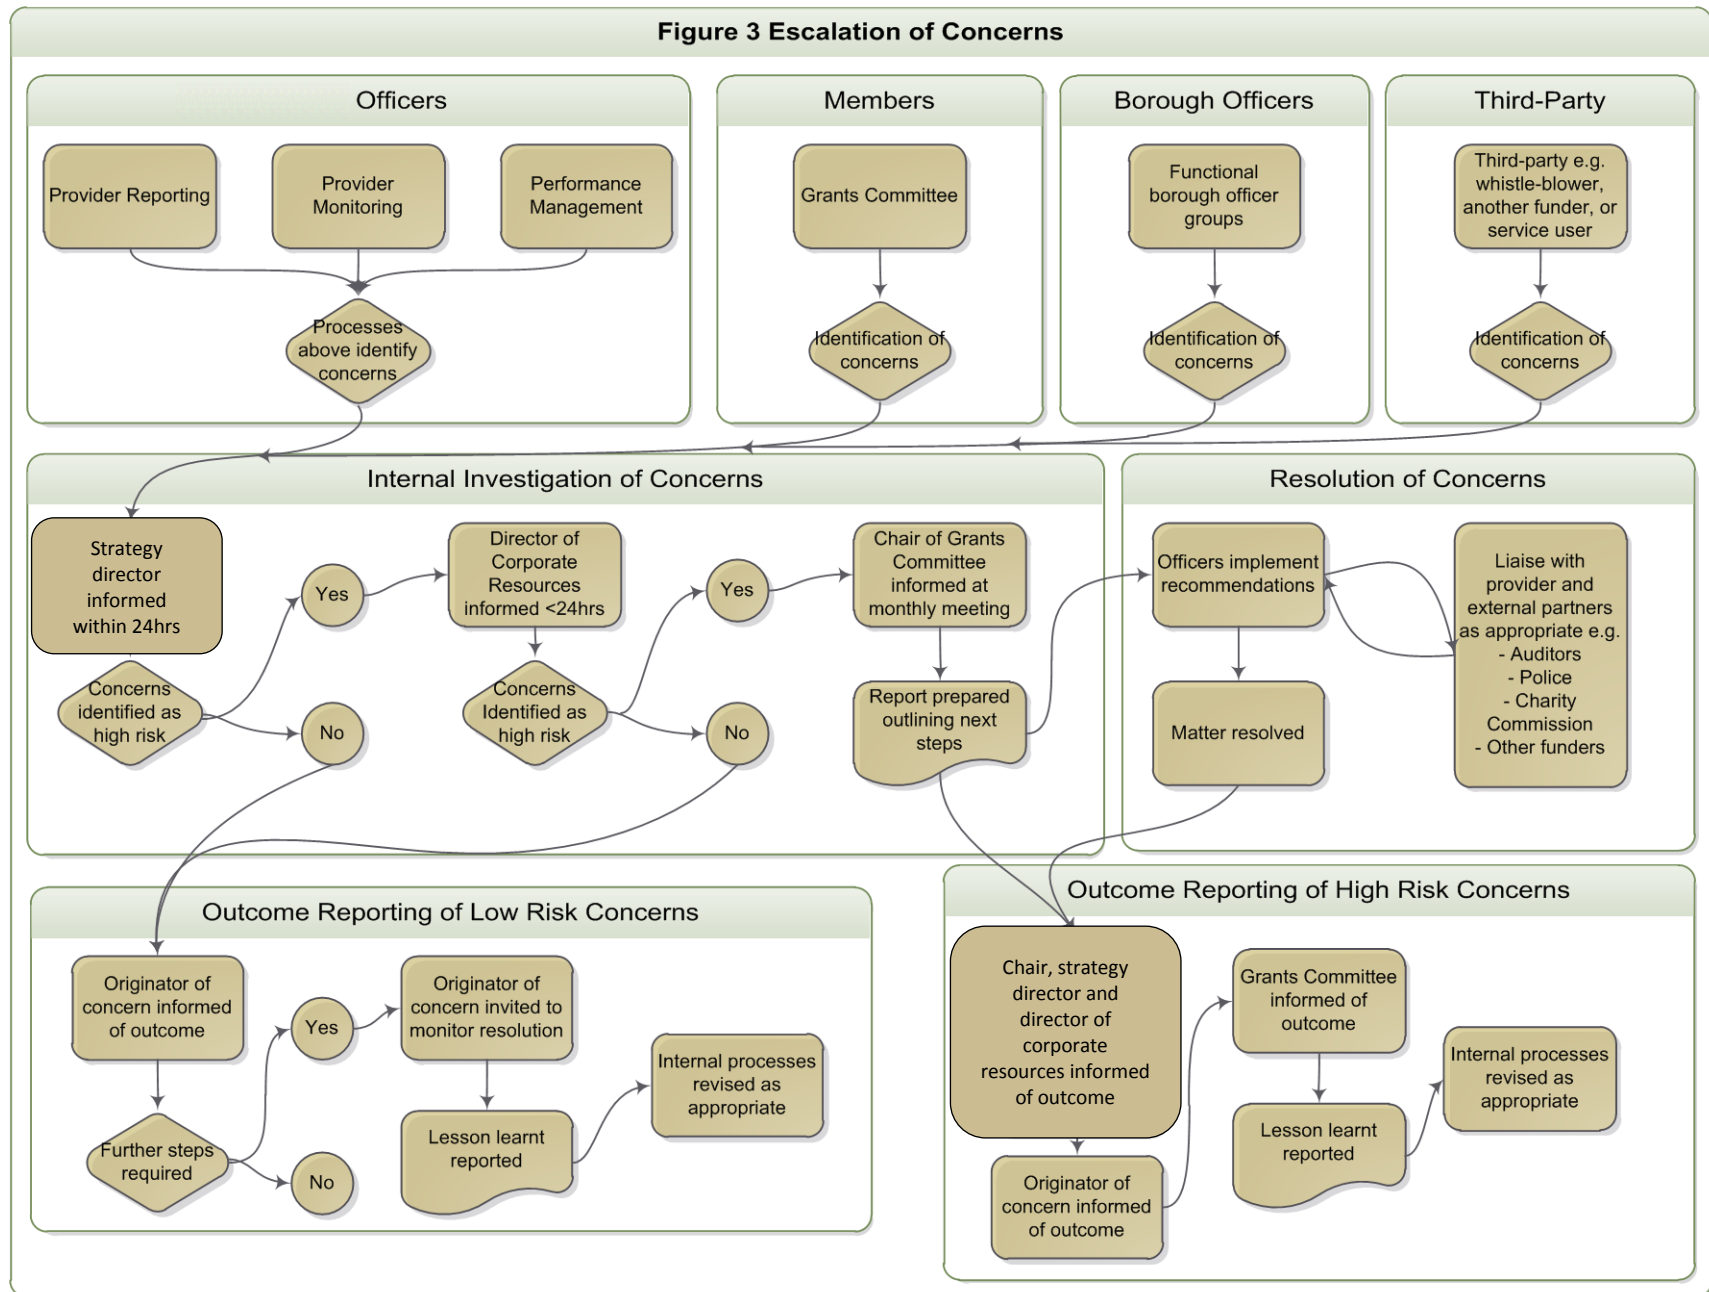 Figure 3 Escalation of Concerns
Officers
Provider Reporting
Provider
Monitoring
Performance
Management
Processes
above identify
concerns
Members
Grants Committee
Identification of
concerns
Borough Officers
Functional
borough officer
groups
Identification of
concerns
Third-Party
Third-party e.g.
whistle-blower,
another funder, or
service user
Identification of
concerns
Internal Investigation of Concerns
Strategy
director
informed
within 24hrs
Concerns
identified as
high risk
Yes
No
Director of
Corporate
Resources
informed <24hrs
Concerns
Identified as
high risk
Yes
No
Chair of Grants
Committee
informed at
monthly meeting
Report prepared
outlining next
steps
Resolution of Concerns
Officers implement
recommendations
Matter resolved
Liaise with
provider and
external partners
as appropriate e.g.
- Auditors
- Police
- Charity
Commission
- Other funders
Outcome Reporting of Low Risk Concerns
Originator of
concern informed
of outcome
Further steps
required
Yes
No
Originator of
concern invited to
monitor resolution
Lesson learnt
reported
Internal processes
revised as
appropriate
Outcome Reporting of High Risk Concerns
Chair, strategy
director and
director of
corporate
resources informed
of outcome
Originator of
concern informed
of outcome
Grants Committee
informed of
outcome
Lesson learnt
reported
Internal processes
revised as
appropriate